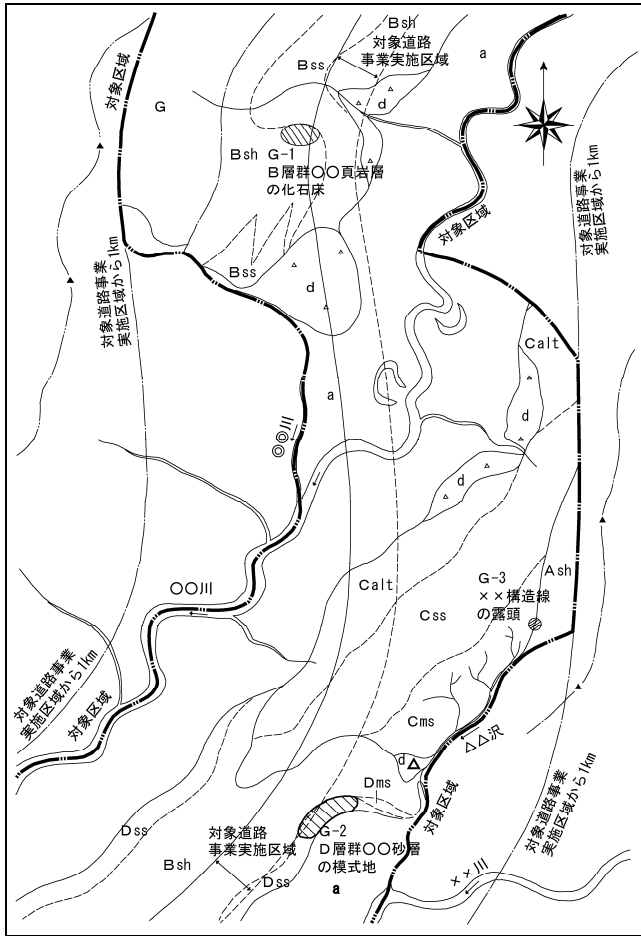 Bsh
対象道路
事業実施区域
Bss
a
対象区域
G
d
Bsh G-1
B層群〇〇頁岩層
の化石床
対象区域
対象道路事業
実施区域から1km
対象道路事業
実施区域から1km
Bss
d
Calt
a
d
◎◎川
d
〇〇川
Calt
G-3
××構造線
の露頭
Ash
Css
対象道路事業
実施区域から1km
対象区域
Cms
△△沢
d
Dms
対象区域
対象道路事業
実施区域から1km
Dss
対象道路
事業実施区域
G-2
D層群〇〇砂層
の模式地
Bsh
Dss
a
××川